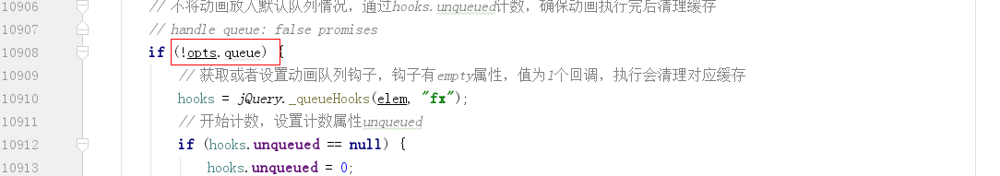 10906 // 不将动画放入默认队列情况，通过hooks.unqueued计数，确保动画执行完后清理缓存
10907 // handle queue: false promises
10908 if (!opts.queue) {
10909 // 获取或者设置动画队列钩子，钩子有empty属性，值为1个回调，执行会清理对应缓存
10910 hooks = jQuery._queueHooks(elem, "fx");
10911 // 开始计数，设置计数属性unqueued
10912 if (hooks.unqueued == null) {
10913 hooks.unqueued = 0;